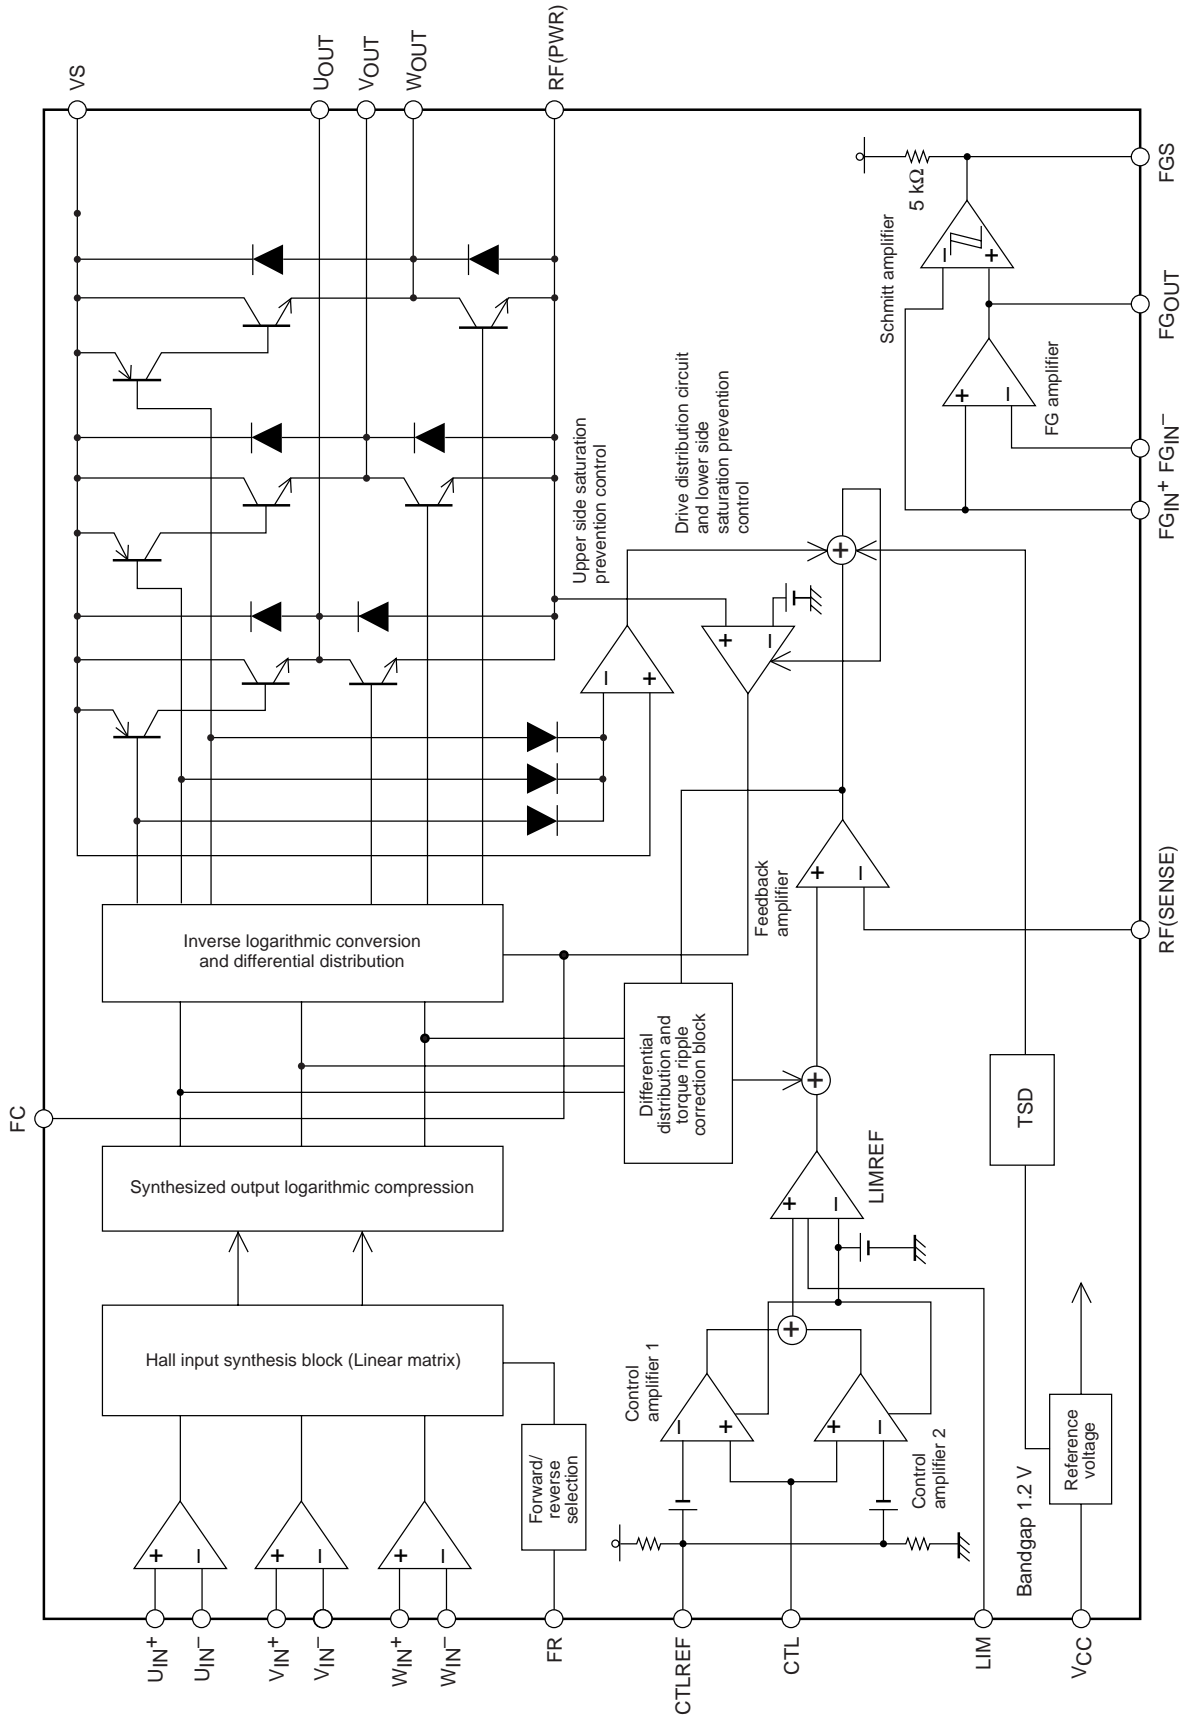 VS
UOUT
VOUT
WOUT
RF(PWR)
5 kΩ
FGS
Schmitt amplifier
FGOUT
FG amplifier
FGIN−
FGIN+
Upper side saturation
prevention control
Drive distribution circuit
and lower side
saturation prevention
control
Inverse logarithmic conversion
and differential distribution
Feedback
amplifier
RF(SENSE)
Differential
distribution and
torque ripple
correction block
FC
TSD
Synthesized output logarithmic compression
LIMREF
Hall input synthesis block (Linear matrix)
Control
amplifier 1
Control
amplifier 2
Forward/
reverse
selection
Reference
voltage
Bandgap 1.2 V
UIN+
UIN−
VIN+
VIN−
WIN+
WIN−
FR
CTLREF
CTL
LIM
VCC
+
−
+
−
+
−
−
+
+
−
+
−
+
+
+
−
+
−
−
+
+
−
+
+
−
−
+